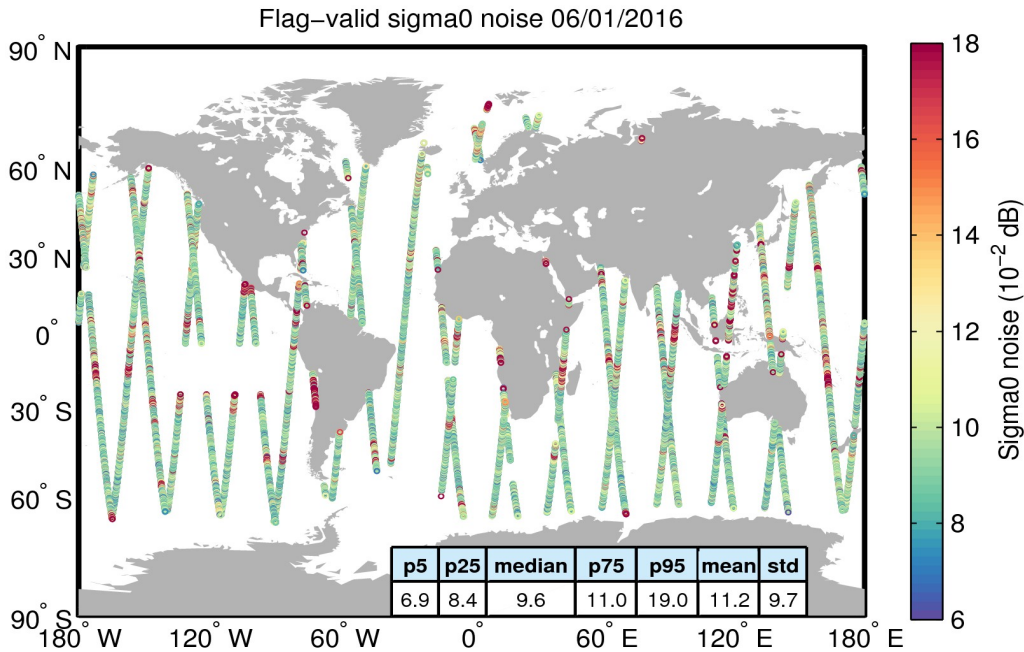 Flag−valid sigma0 noise 06/01/2016
90° N
60° N
30° N
0°
30° S
60° S
90° S
180° W 120° W 60° W 0° 60° E 120° E 180° E
p5 p25 median p75 p95 mean std
6.9 8.4 9.6 11.0 19.0 11.2 9.7
18
16
14
12
10
8
6
Sigma0 noise (10⁻² dB)